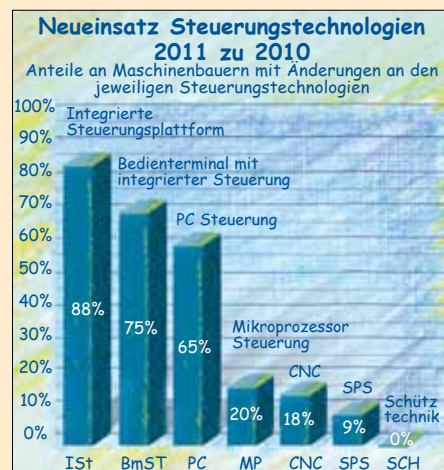 Neueinsatz Steuerungstechnologien
2011 zu 2010
Anteile an Maschinenbauern mit Änderungen an den
jeweiligen Steuerungstechnologien
100%
90%
80%
70%
60%
50%
40%
30%
20%
10%
0%
Integrierte
Steuerungsplattform
Bedienterminal mit
integrierter Steuerung
PC Steuerung
Mikroprozessor
Steuerung
CNC
SPS
Schütz
technik
88%
75%
65%
20%
18%
9%
0%
ISt BmST PC MP CNC SPS SCH